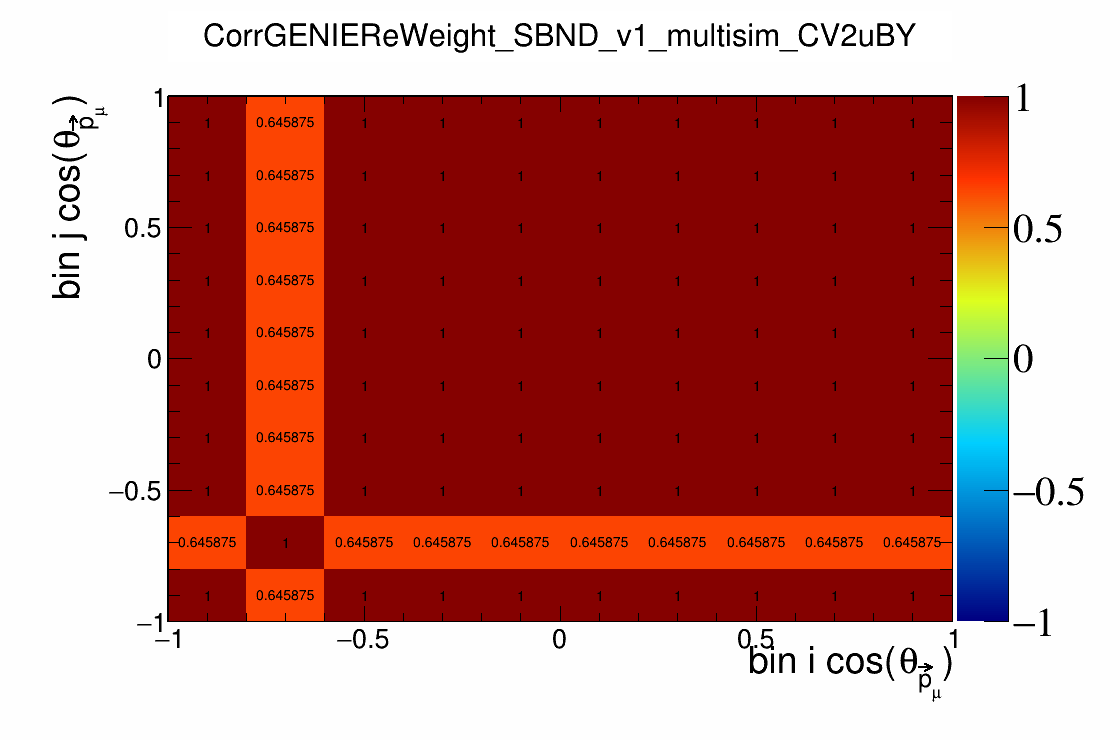 CorrGENIEReWeight_SBND_v1_multisim_CV2uBY
bin j cos(θ_p⃗_μ)
1
0.5
0
−0.5
−1
1 0.645875 1 1 1 1 1 1 1 1
1 0.645875 1 1 1 1 1 1 1 1
1 0.645875 1 1 1 1 1 1 1 1
1 0.645875 1 1 1 1 1 1 1 1
1 0.645875 1 1 1 1 1 1 1 1
1 0.645875 1 1 1 1 1 1 1 1
1 0.645875 1 1 1 1 1 1 1 1
1 0.645875 1 1 1 1 1 1 1 1
0.645875 1 0.645875 0.645875 0.645875 0.645875 0.645875 0.645875 0.645875 0.645875
1 0.645875 1 1 1 1 1 1 1 1
−1 −0.5 0 0.5 1
bin i cos(θ_p⃗_μ)
1
0.5
0
−0.5
−1